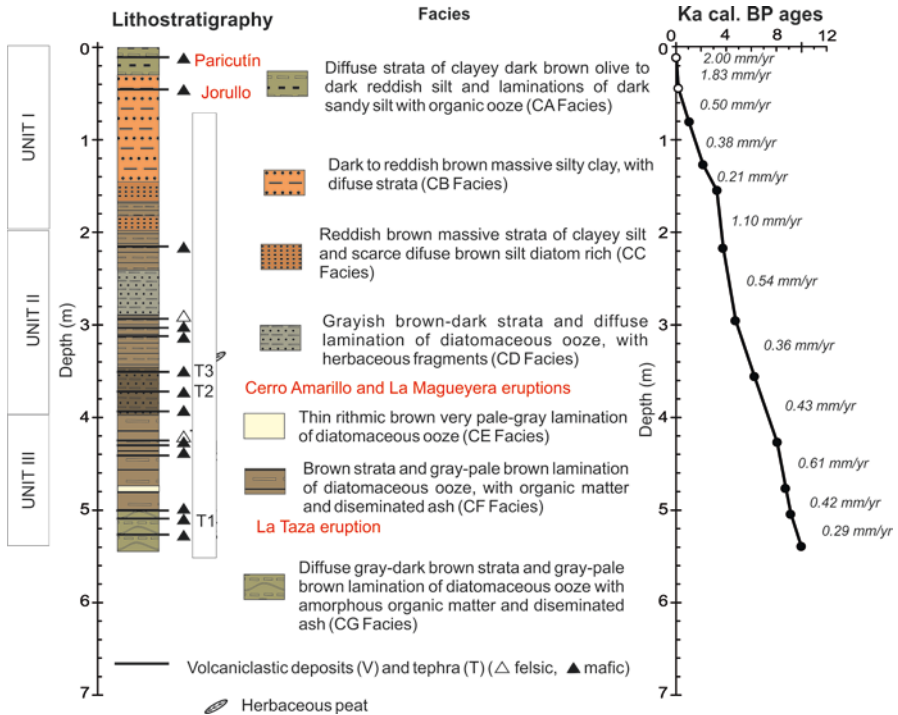 Lithostratigraphy
Facies
Ka cal. BP ages
0
1
2
3
4
5
6
7
Depth (m)
UNIT I
UNIT II
UNIT III
Paricutín
Jorullo
T3
T2
T1
Diffuse strata of clayey dark brown olive to
dark reddish silt and laminations of dark
sandy silt with organic ooze (CA Facies)
Dark to reddish brown massive silty clay, with
difuse strata (CB Facies)
Reddish brown massive strata of clayey silt
and scarce difuse brown silt diatom rich (CC
Facies)
Grayish brown-dark strata and diffuse
lamination of diatomaceous ooze, with
herbaceous fragments (CD Facies)
Cerro Amarillo and La Magueyera eruptions
Thin rithmic brown very pale-gray lamination
of diatomaceous ooze (CE Facies)
Brown strata and gray-pale brown lamination
of diatomaceous ooze, with organic matter
and diseminated ash (CF Facies)
La Taza eruption
Diffuse gray-dark brown strata and gray-pale
brown lamination of diatomaceous ooze with
amorphous organic matter and diseminated
ash (CG Facies)
Volcaniclastic deposits (V) and tephra (T) (△ felsic, ▲ mafic)
Herbaceous peat
0 4 8 10 12
0
1
2
3
4
5
6
7
Depth (m)
2.00 mm/yr
1.83 mm/yr
0.50 mm/yr
0.38 mm/yr
0.21 mm/yr
1.10 mm/yr
0.54 mm/yr
0.36 mm/yr
0.43 mm/yr
0.61 mm/yr
0.42 mm/yr
0.29 mm/yr